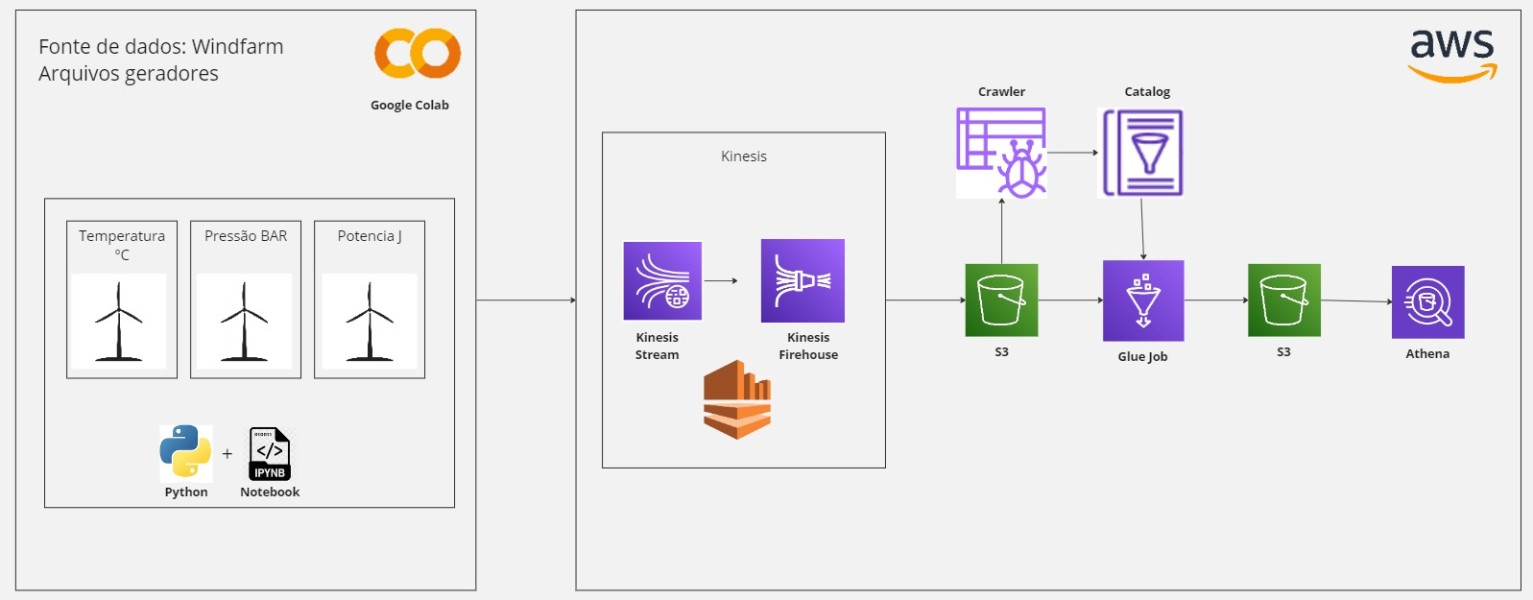 Fonte de dados: Windfarm
Arquivos geradores
Google Colab
Temperatura
ºC
Pressão BAR
Potencia J
Python
+
IPYNB
</>
Notebook
aws
Kinesis
Kinesis
Stream
Kinesis
Firehouse
Crawler
Catalog
S3
Glue Job
S3
Athena